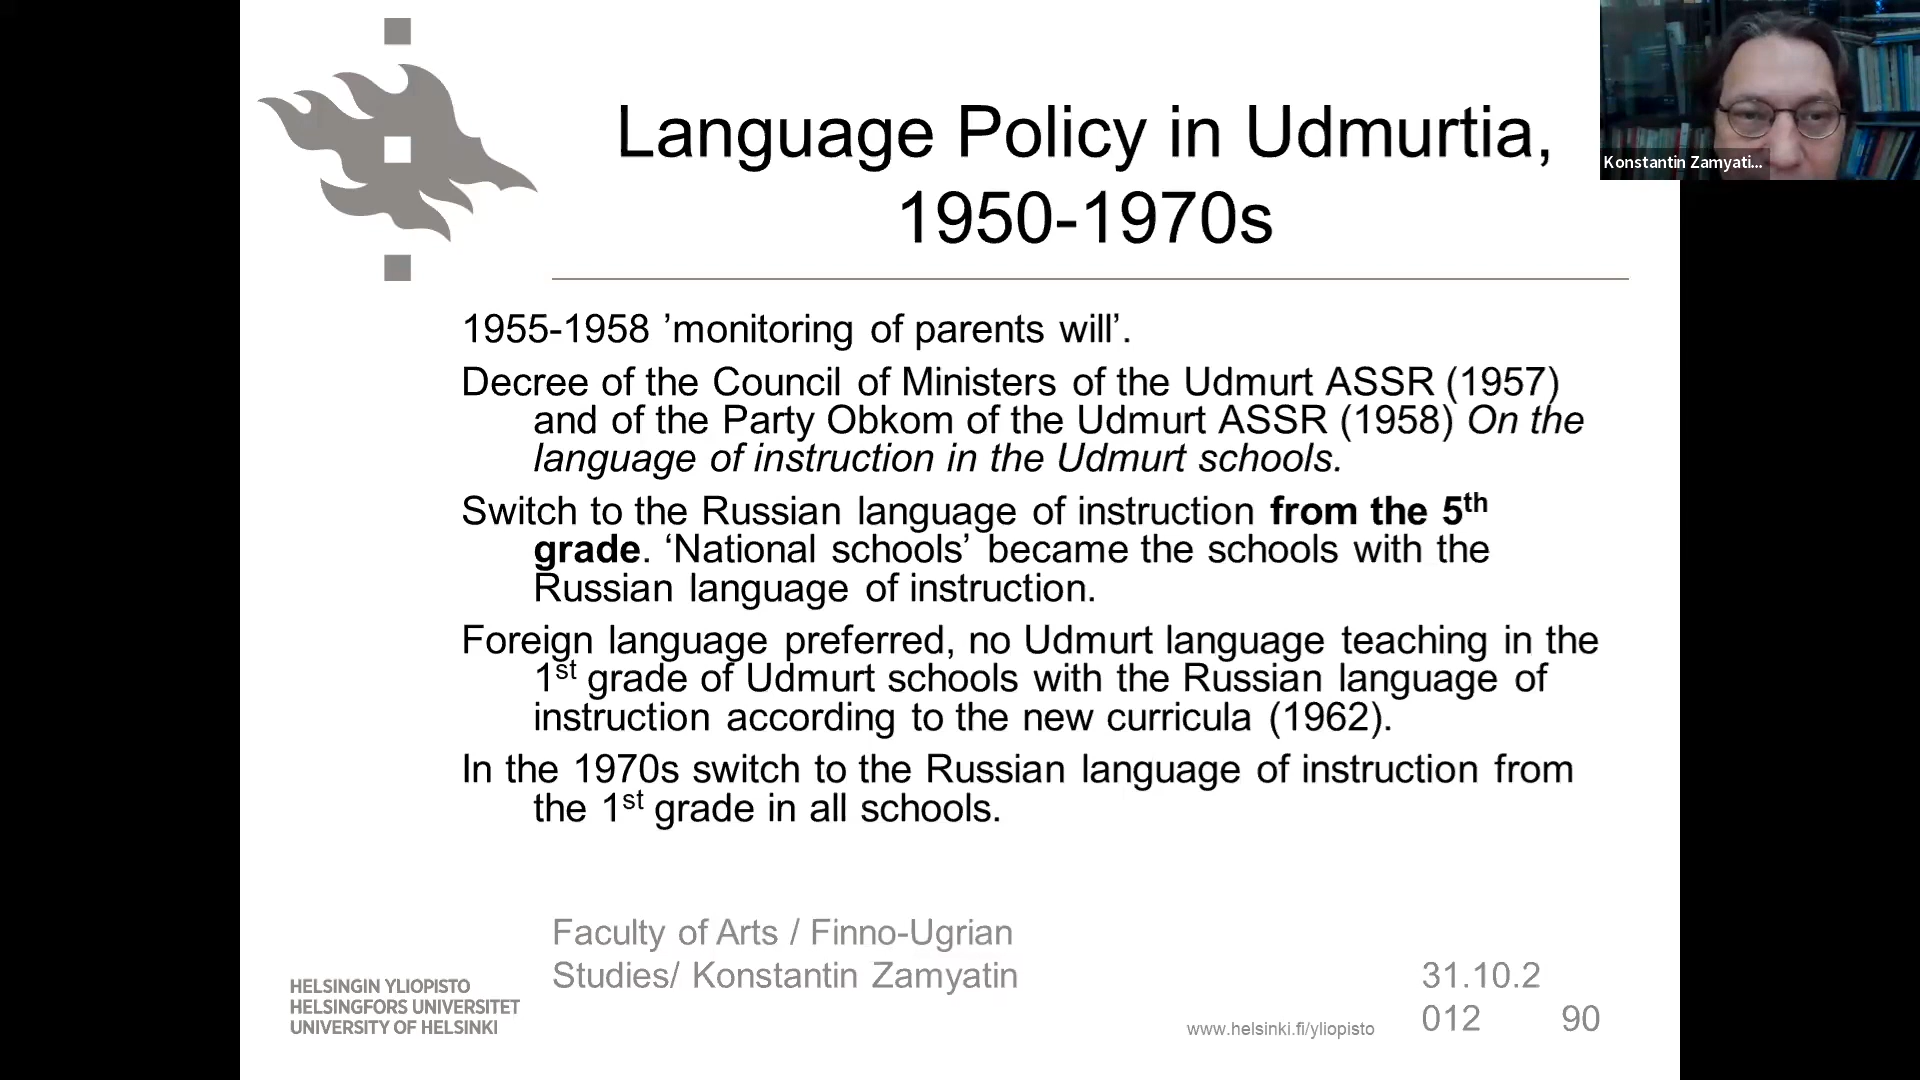 Language Policy in Udmurtia,
1950-1970s
Konstantin Zamyati...
1955-1958 ’monitoring of parents will’.
Decree of the Council of Ministers of the Udmurt ASSR (1957)
and of the Party Obkom of the Udmurt ASSR (1958) On the
language of instruction in the Udmurt schools.
Switch to the Russian language of instruction from the 5th
grade. ‘National schools’ became the schools with the
Russian language of instruction.
Foreign language preferred, no Udmurt language teaching in the
1st grade of Udmurt schools with the Russian language of
instruction according to the new curricula (1962).
In the 1970s switch to the Russian language of instruction from
the 1st grade in all schools.
Faculty of Arts / Finno-Ugrian
Studies/ Konstantin Zamyatin
HELSINGIN YLIOPISTO
HELSINGFORS UNIVERSITET
UNIVERSITY OF HELSINKI
www.helsinki.fi/yliopisto
31.10.2
012
90